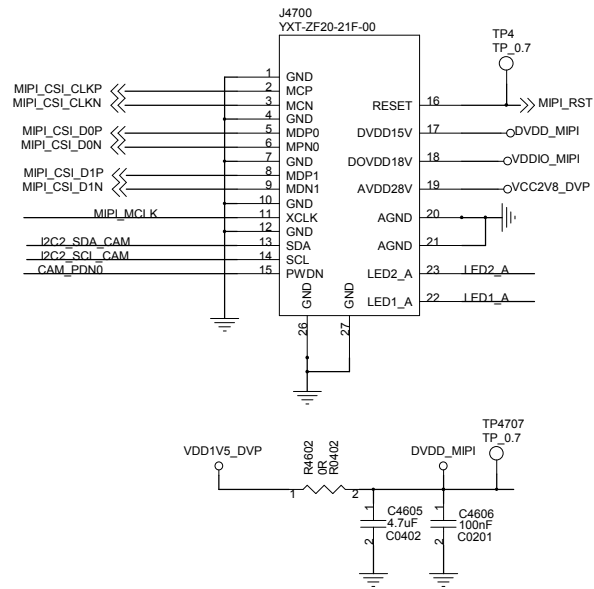 J4700
YXT-ZF20-21F-00
TP4
TP_0.7
1 GND
MIPI_CSI_CLKP 2 MCP
MIPI_CSI_CLKN 3 MCN RESET 16 MIPI_RST
4 GND
MIPI_CSI_D0P 5 MDP0 DVDD15V 17 DVDD_MIPI
MIPI_CSI_D0N 6 MPN0
7 GND DOVDD18V 18 VDDIO_MIPI
MIPI_CSI_D1P 8 MDP1
MIPI_CSI_D1N 9 MDN1 AVDD28V 19 VCC2V8_DVP
10 GND
MIPI_MCLK 11 XCLK AGND 20
12 GND
I2C2_SDA_CAM 13 SDA AGND 21
I2C2_SCL_CAM 14 SCL
CAM_PDN0 15 PWDN LED2_A 23 LED2_A
GND GND LED1_A 22 LED1_A
26 27
TP4707
TP_0.7
VDD1V5_DVP R4602 0R R0402 DVDD_MIPI
1 2
1 C4605 1 C4606
4.7uF 100nF
2 C0402 2 C0201